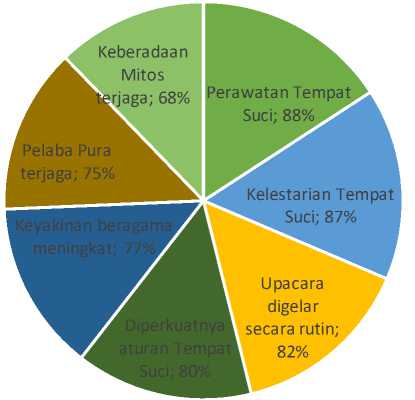 Keberadaan
Mitos
terjaga; 68%
Perawatan Tempat
Suci; 88%
Pelaba Pura
terjaga; 75%
Kelestarian Tempat
Suci; 87%
Keyakinan beragama
meningkat; 77%
Upacara
digelar
secara rutin;
82%
Diperkuatnya
aturan Tempat
Suci; 80%